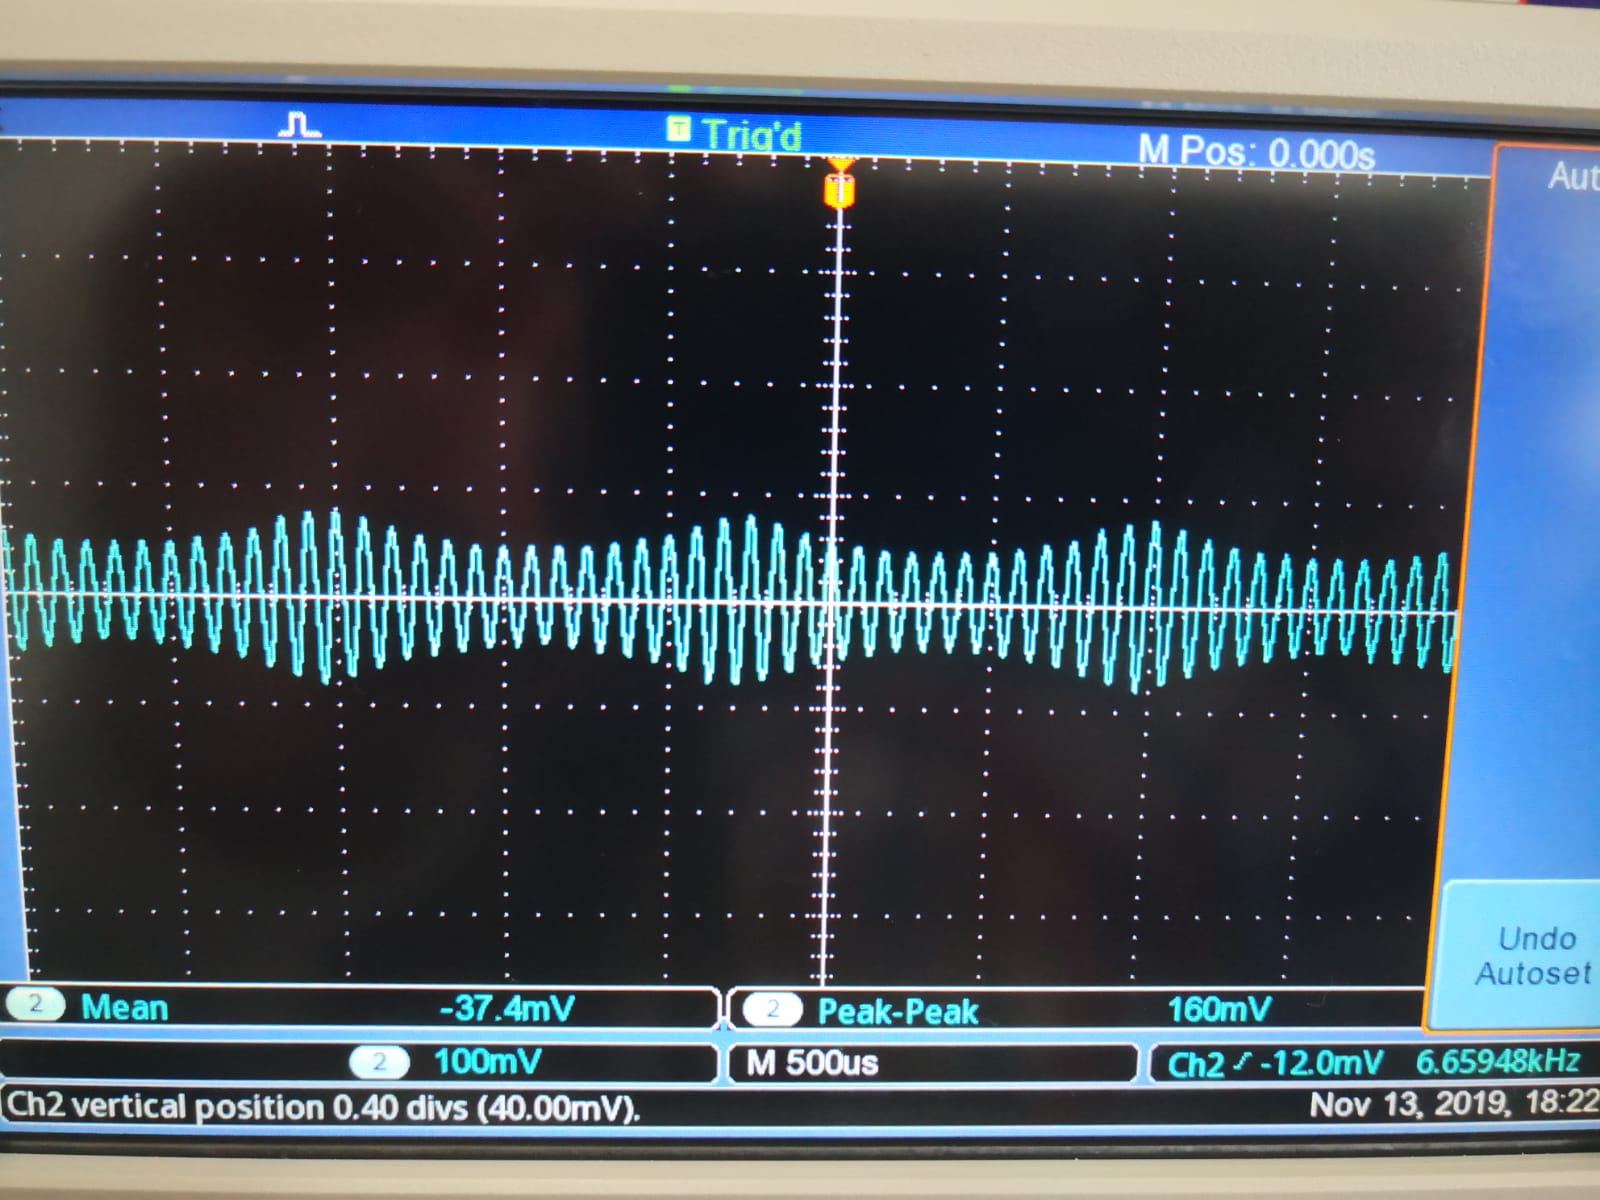 T Trig'd
M Pos: 0.000s
T
Aut
Undo
Autoset
2 Mean -37.4mV
2 Peak-Peak 160mV
2 100mV
M 500us
Ch2 -12.0mV 6.65948kHz
Ch2 vertical position 0.40 divs (40.00mV).
Nov 13, 2019, 18:22